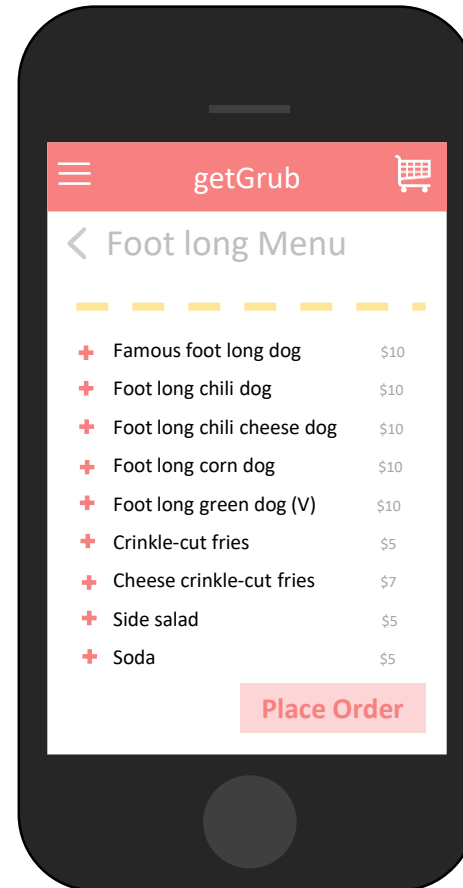 getGrub
Foot long Menu
Famous foot long dog $10
Foot long chili dog $10
Foot long chili cheese dog $10
Foot long corn dog $10
Foot long green dog (V) $10
Crinkle-cut fries $5
Cheese crinkle-cut fries $7
Side salad $5
Soda $5
Place Order